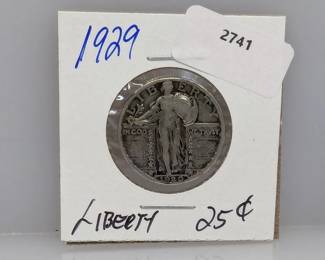 1929
2741
LIBERTY
IN GOD WE TRUST
LIBERTY 25¢